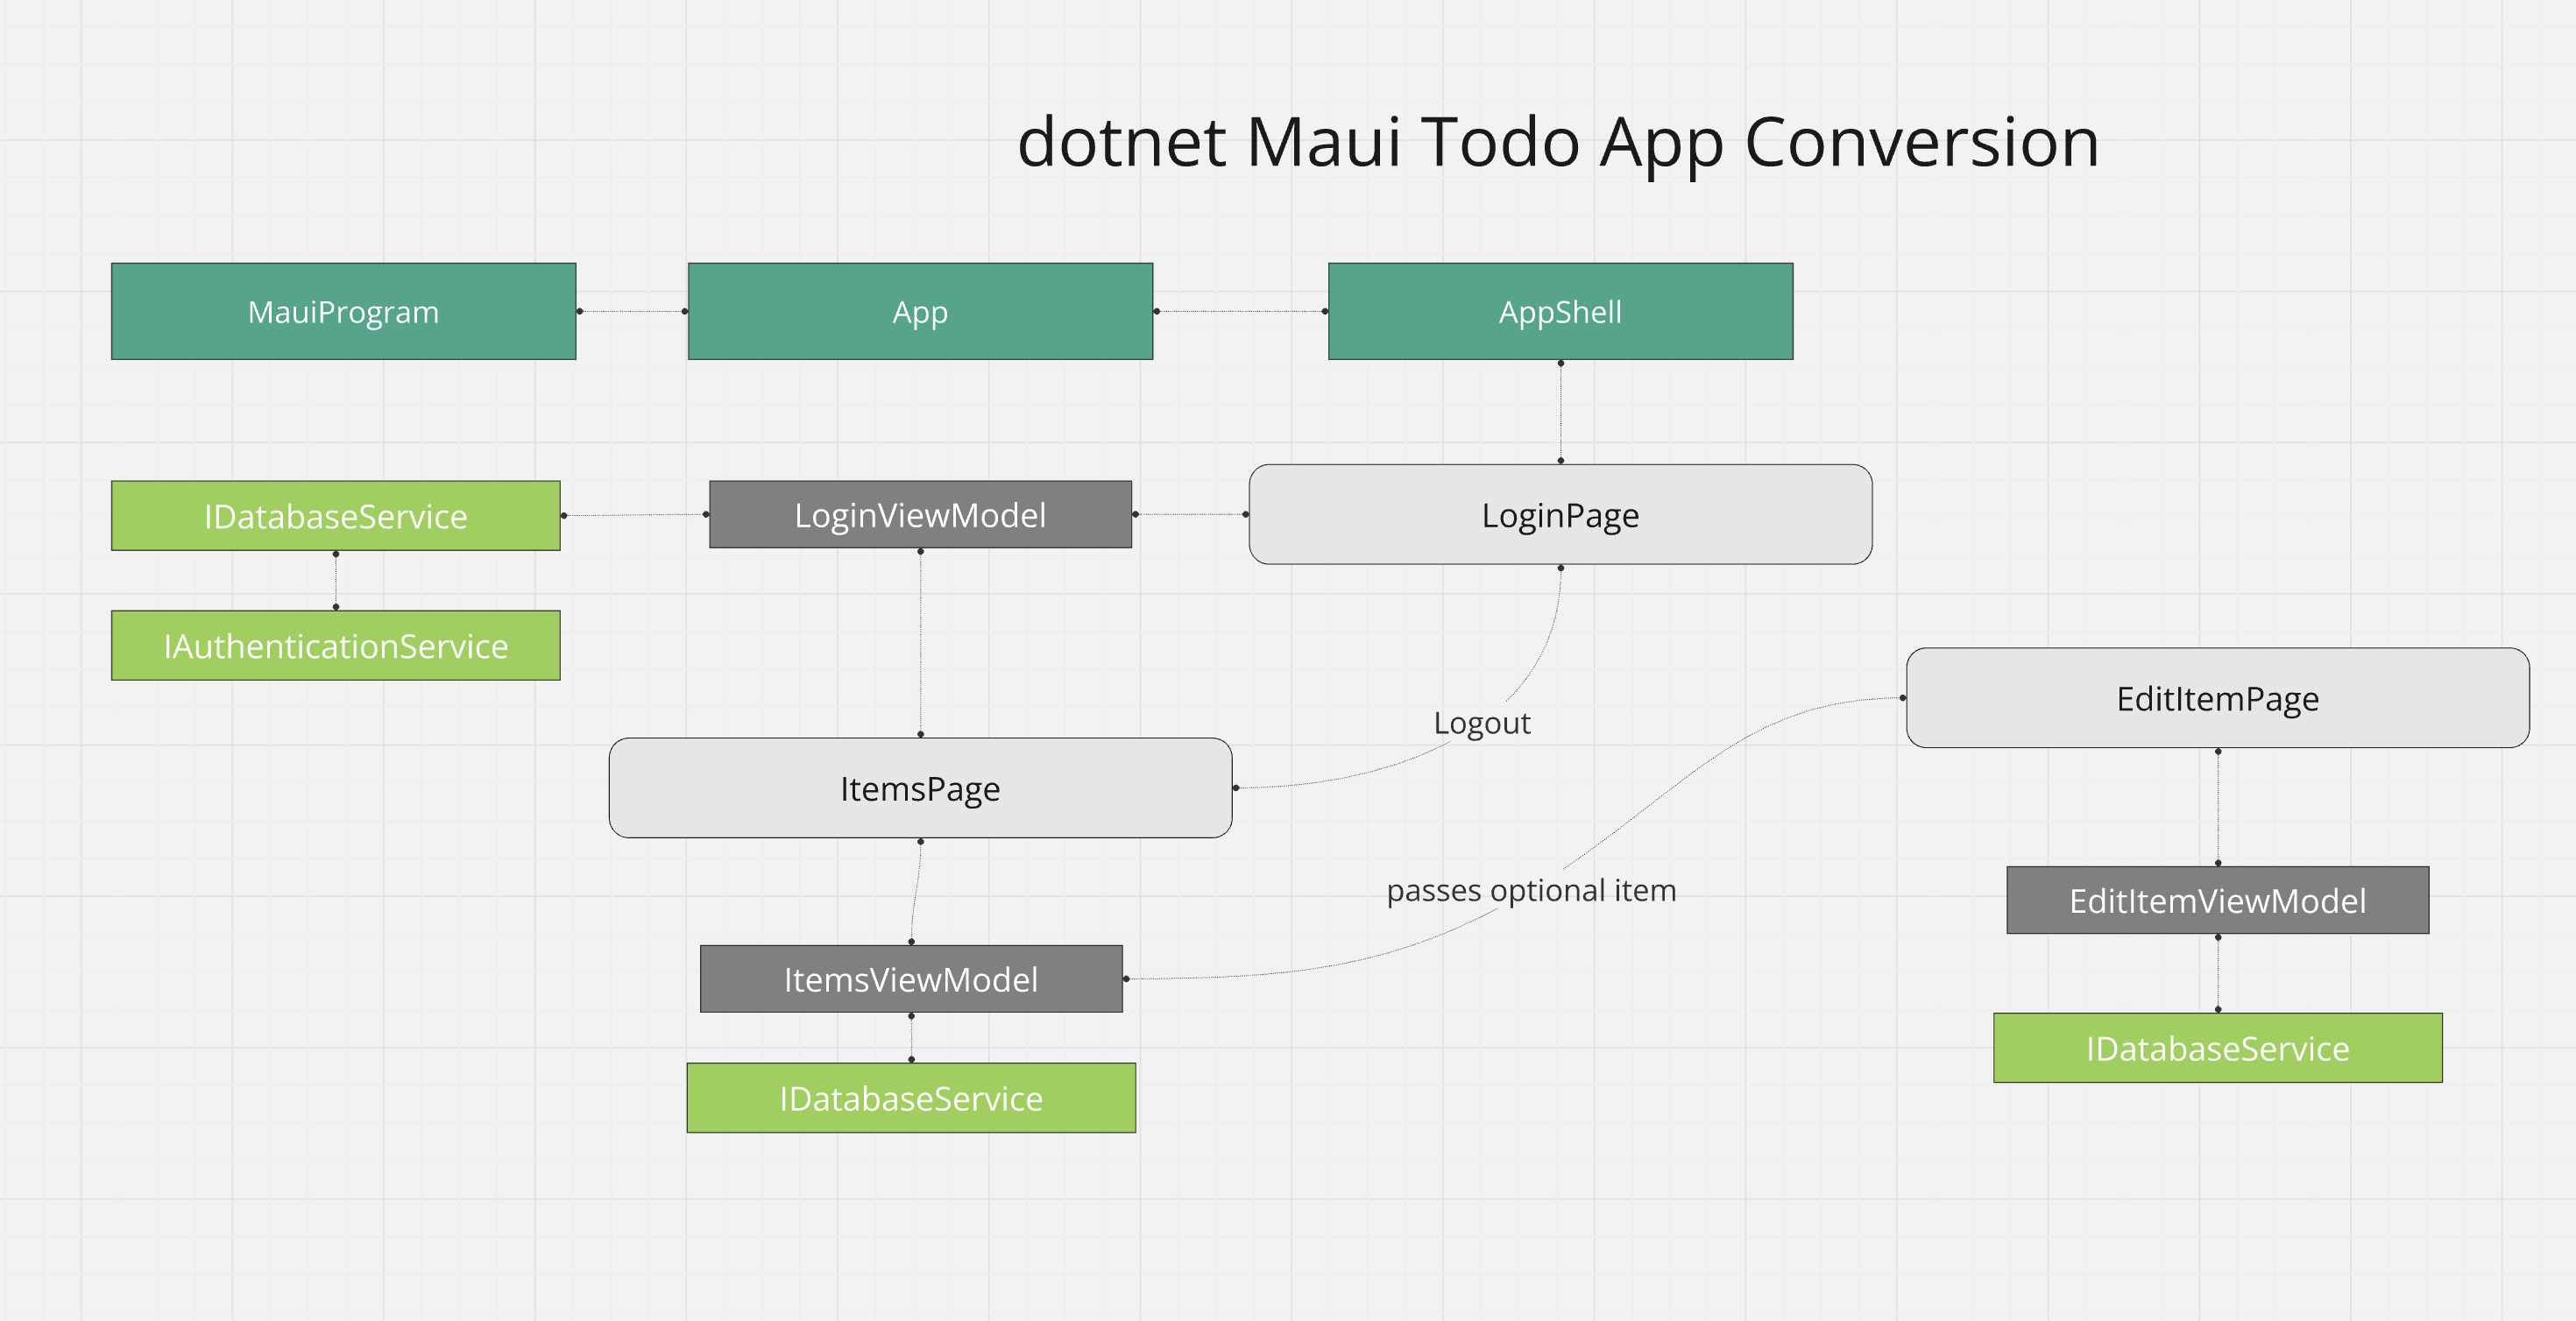 dotnet Maui Todo App Conversion
MauiProgram
App
AppShell
IDatabaseService
LoginViewModel
LoginPage
IAuthenticationService
EditItemPage
Logout
ItemsPage
passes optional item
EditItemViewModel
ItemsViewModel
IDatabaseService
IDatabaseService